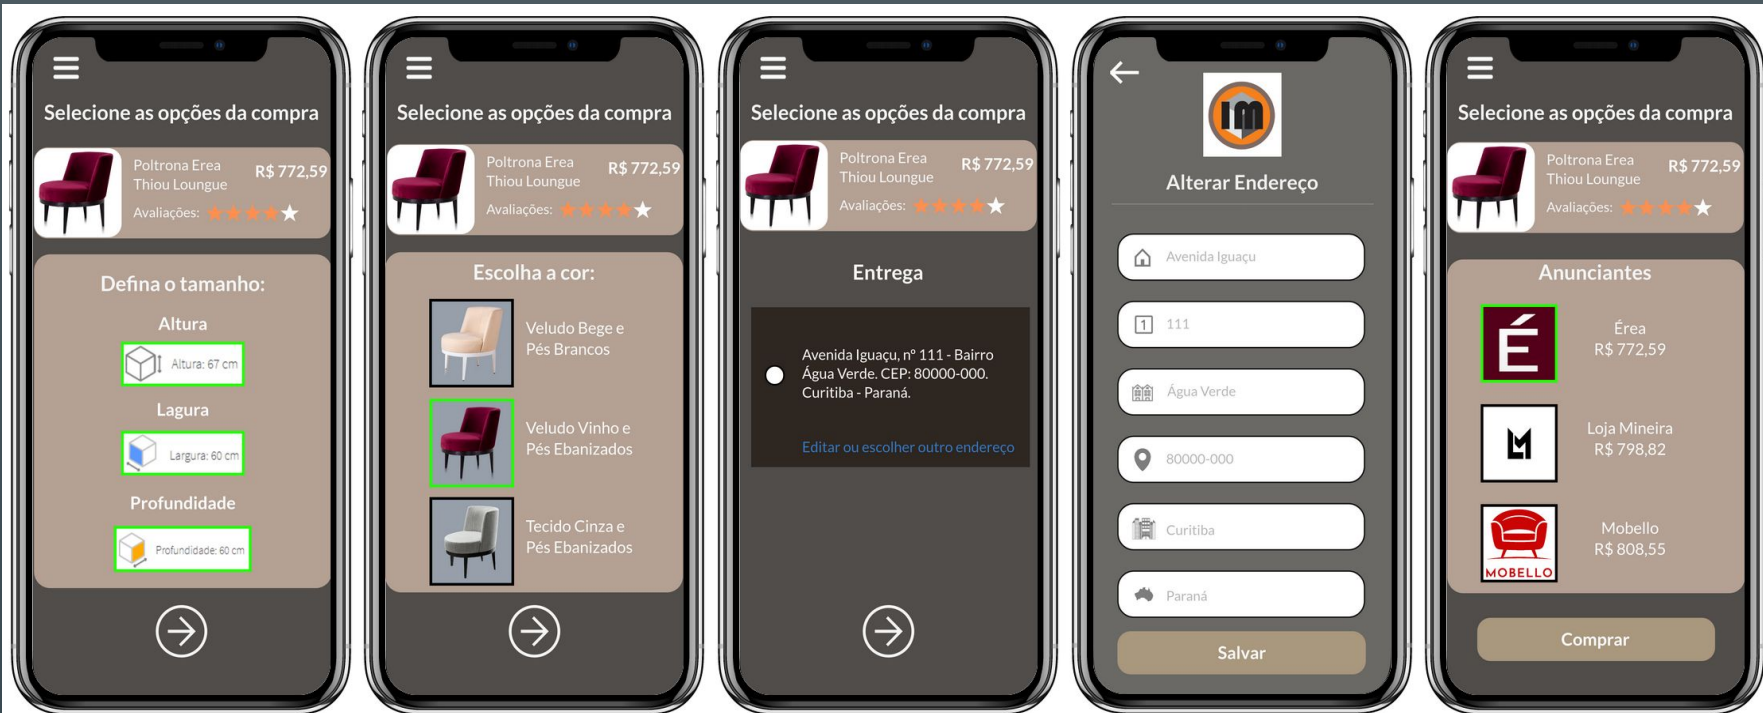 Selecione as opções da compra
Poltrona Erea
Thiou Loungue
R$ 772,59
Avaliações:
Defina o tamanho:
Altura
Altura: 67 cm
Lagura
Largura: 60 cm
Profundidade
Profundidade: 60 cm
Selecione as opções da compra
Poltrona Erea
Thiou Loungue
R$ 772,59
Avaliações:
Escolha a cor:
Veludo Bege e
Pés Brancos
Veludo Vinho e
Pés Ebanizados
Tecido Cinza e
Pés Ebanizados
Selecione as opções da compra
Poltrona Erea
Thiou Loungue
R$ 772,59
Avaliações:
Entrega
Avenida Iguaçu, nº 111 - Bairro
Água Verde. CEP: 80000-000.
Curitiba - Paraná.
Editar ou escolher outro endereço
Alterar Endereço
Avenida Iguaçu
1
111
Água Verde
80000-000
Curitiba
Paraná
Salvar
Selecione as opções da compra
Poltrona Erea
Thiou Loungue
R$ 772,59
Avaliações:
Anunciantes
É
Érea
R$ 772,59
LM
Loja Mineira
R$ 798,82
MOBELLO
Mobello
R$ 808,55
Comprar